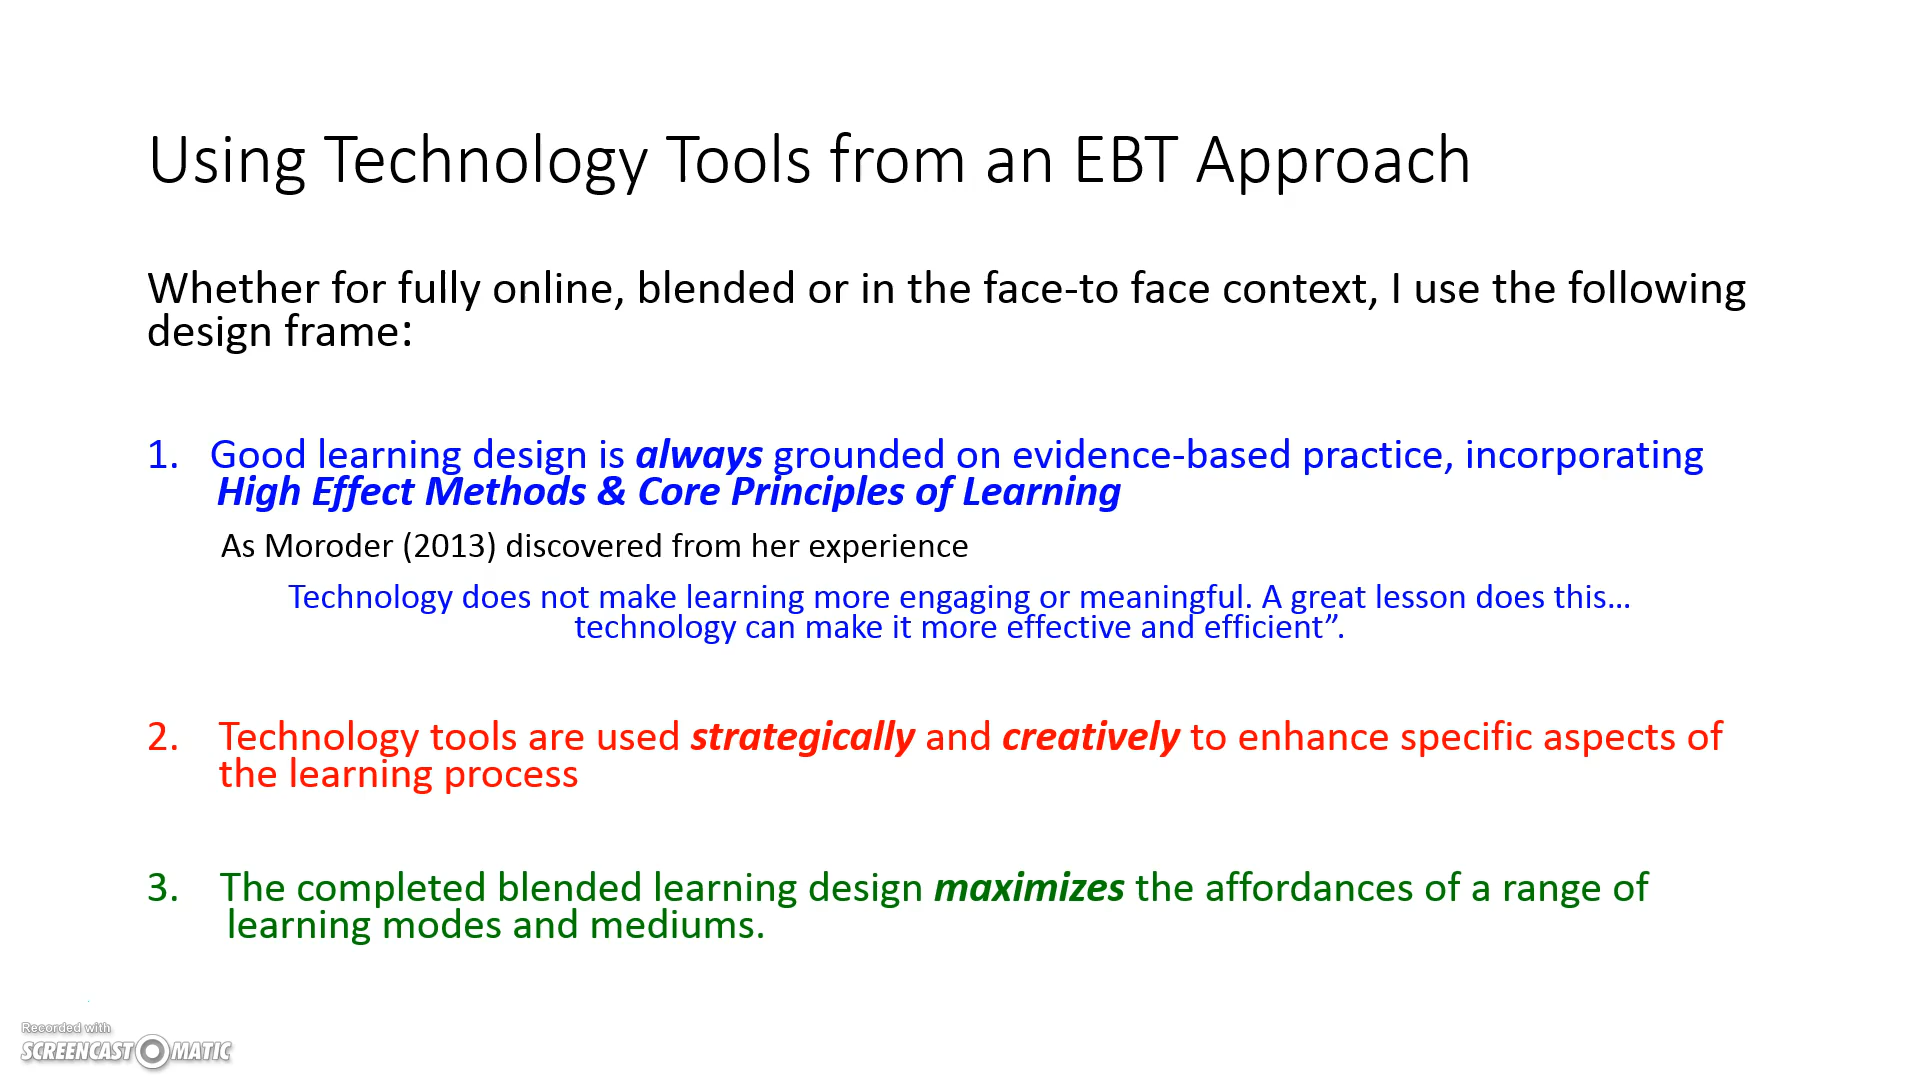 Using Technology Tools from an EBT Approach
Whether for fully online, blended or in the face-to face context, I use the following
design frame:
1. Good learning design is always grounded on evidence-based practice, incorporating
High Effect Methods & Core Principles of Learning
As Moroder (2013) discovered from her experience
Technology does not make learning more engaging or meaningful. A great lesson does this…
technology can make it more effective and efficient”.
2. Technology tools are used strategically and creatively to enhance specific aspects of
the learning process
3. The completed blended learning design maximizes the affordances of a range of
learning modes and mediums.
Recorded with
SCREENCAST MATIC